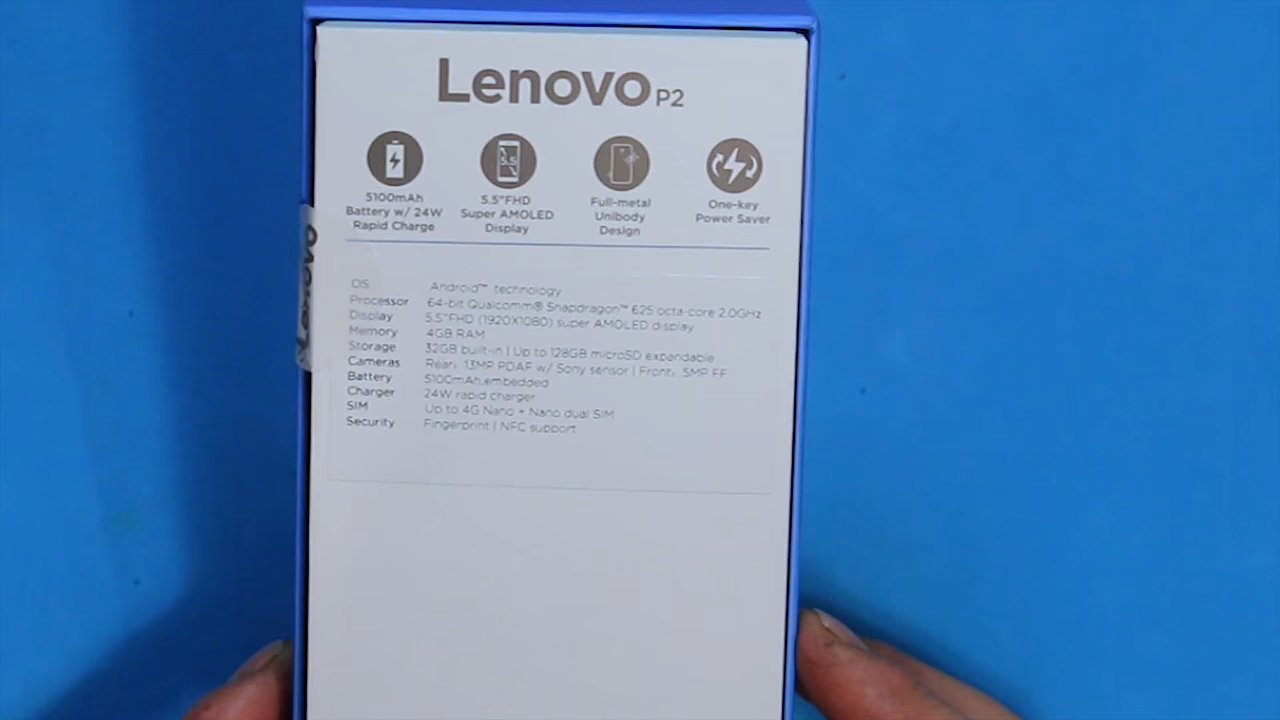 Lenovo P2
5.5
5100mAh
Battery w/ 24W
Rapid Charge
5.5"FHD
Super AMOLED
Display
Full-metal
Unibody
Design
One-key
Power Saver
Lenovo
OS Android™ technology
Processor 64-bit Qualcomm® Snapdragon™ 625 octa-core 2.0GHz
Display 5.5"FHD (1920X1080) super AMOLED display
Memory 4GB RAM
Storage 32GB built-in | Up to 128GB microSD expandable
Cameras Rear: 13MP PDAF w/ Sony sensor | Front: 5MP FF
Battery 5100mAh,embedded
Charger 24W rapid charger
SIM Up to 4G Nano + Nano dual SIM
Security Fingerprint | NFC support